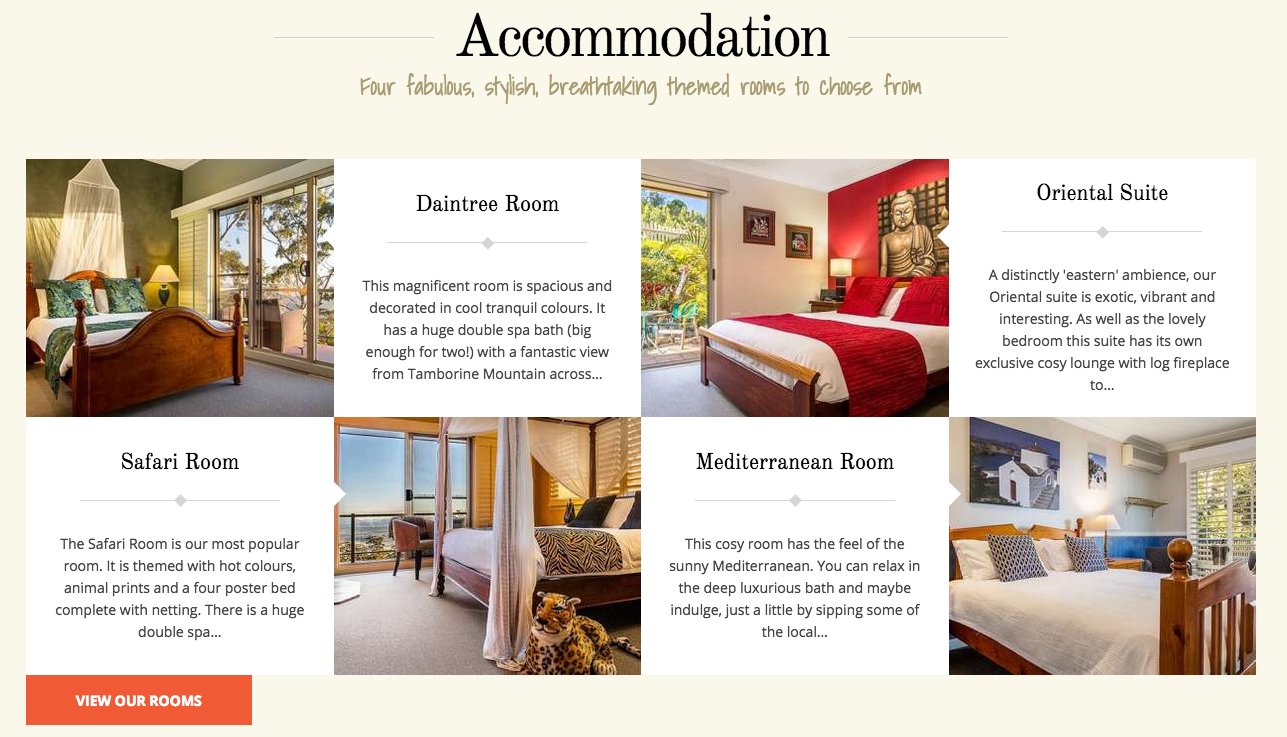 Accommodation
Four fabulous, stylish, breathtaking themed rooms to choose from
Daintree Room
This magnificent room is spacious and
decorated in cool tranquil colours. It
has a huge double spa bath (big
enough for two!) with a fantastic view
from Tamborine Mountain across...
Oriental Suite
A distinctly 'eastern' ambience, our
Oriental suite is exotic, vibrant and
interesting. As well as the lovely
bedroom this suite has its own
exclusive cosy lounge with log fireplace
to...
Safari Room
The Safari Room is our most popular
room. It is themed with hot colours,
animal prints and a four poster bed
complete with netting. There is a huge
double spa...
Mediterranean Room
This cosy room has the feel of the
sunny Mediterranean. You can relax in
the deep luxurious bath and maybe
indulge, just a little by sipping some of
the local...
VIEW OUR ROOMS